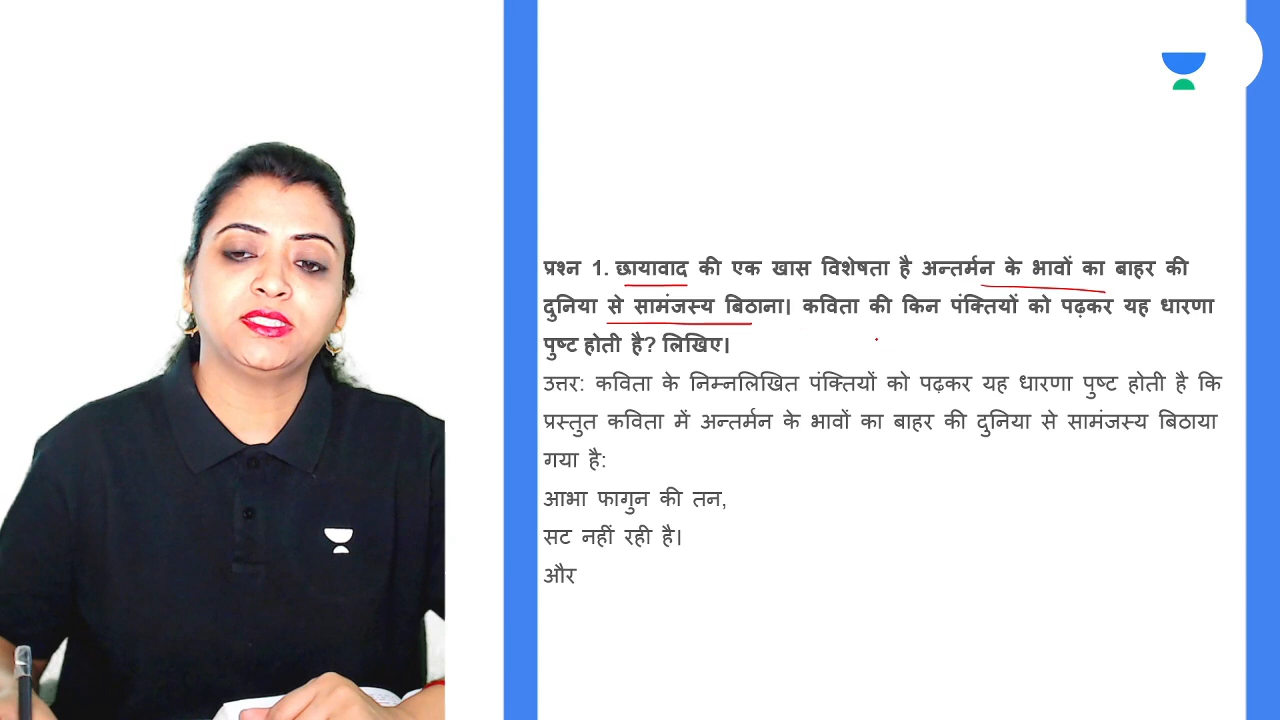 प्रश्न 1. छायावाद की एक खास विशेषता है अन्तर्मन के भावों का बाहर की
दुनिया से सामंजस्य बिठाना। कविता की किन पंक्तियों को पढ़कर यह धारणा
पुष्ट होती है? लिखिए।
उत्तर: कविता के निम्नलिखित पंक्तियों को पढ़कर यह धारणा पुष्ट होती है कि
प्रस्तुत कविता में अन्तर्मन के भावों का बाहर की दुनिया से सामंजस्य बिठाया
गया है:
आभा फागुन की तन,
सट नहीं रही है।
और